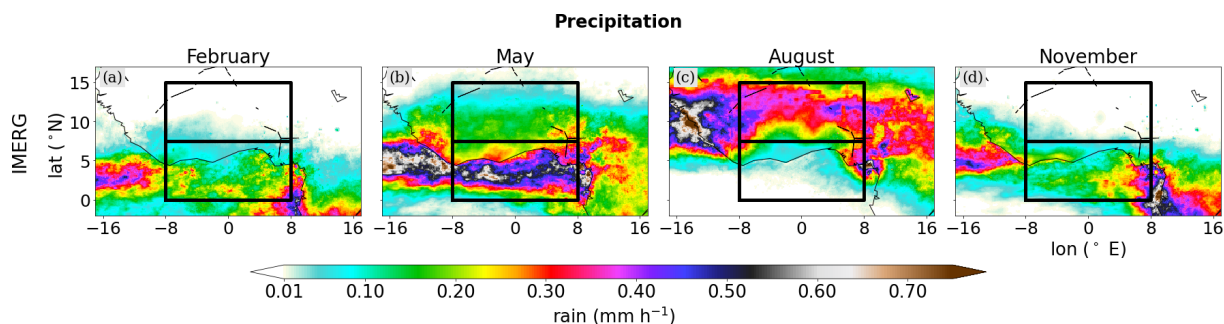 Precipitation
February May August November
(a) (b) (c) (d)
IMERG
lat (°N)
15
10
5
0
−16 −8 0 8 16 −16 −8 0 8 16 −16 −8 0 8 16 −16 −8 0 8 16
lon (° E)
0.01 0.10 0.20 0.30 0.40 0.50 0.60 0.70
rain (mm h⁻¹)